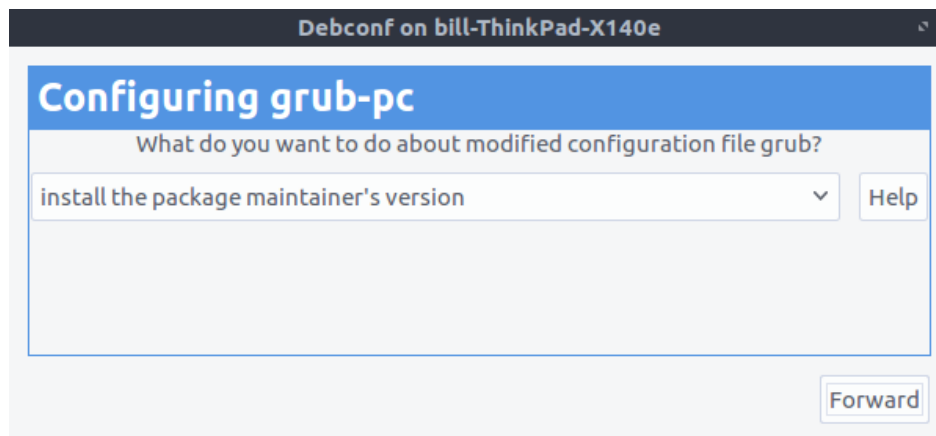 Debconf on bill-ThinkPad-X140e
Configuring grub-pc
What do you want to do about modified configuration file grub?
install the package maintainer's version
Help
Forward